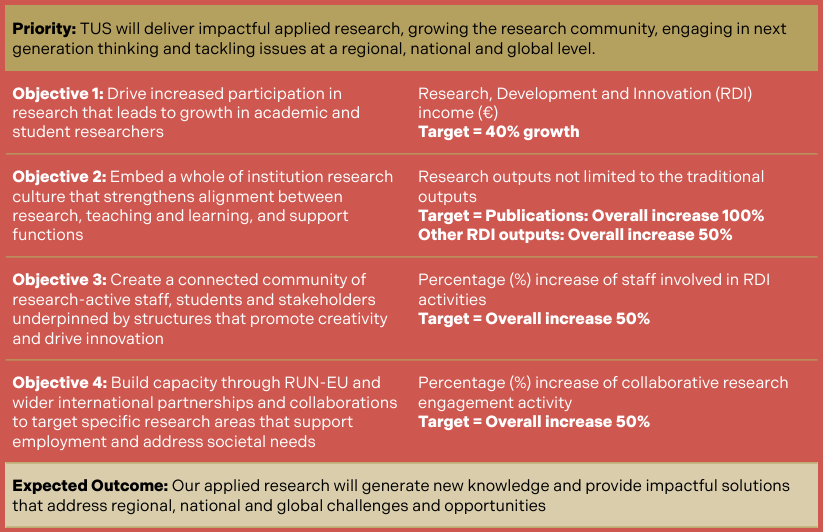 Priority: TUS will deliver impactful applied research, growing the research community, engaging in next
generation thinking and tackling issues at a regional, national and global level.
Objective 1: Drive increased participation in
research that leads to growth in academic and
student researchers
Research, Development and Innovation (RDI)
income (€)
Target = 40% growth
Objective 2: Embed a whole of institution research
culture that strengthens alignment between
research, teaching and learning, and support
functions
Research outputs not limited to the traditional
outputs
Target = Publications: Overall increase 100%
Other RDI outputs: Overall increase 50%
Objective 3: Create a connected community of
research-active staff, students and stakeholders
underpinned by structures that promote creativity
and drive innovation
Percentage (%) increase of staff involved in RDI
activities
Target = Overall increase 50%
Objective 4: Build capacity through RUN-EU and
wider international partnerships and collaborations
to target specific research areas that support
employment and address societal needs
Percentage (%) increase of collaborative research
engagement activity
Target = Overall increase 50%
Expected Outcome: Our applied research will generate new knowledge and provide impactful solutions
that address regional, national and global challenges and opportunities